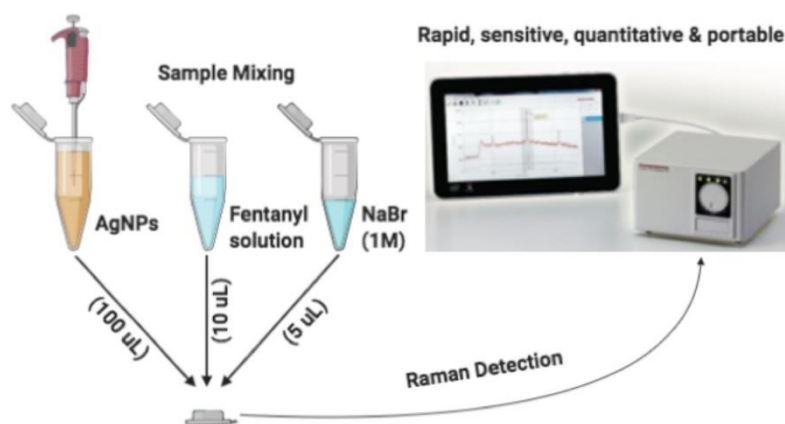 Rapid, sensitive, quantitative & portable
Sample Mixing
AgNPs
Fentanyl
solution
NaBr
(1M)
(100 uL)
(10 uL)
(5 uL)
Raman Detection